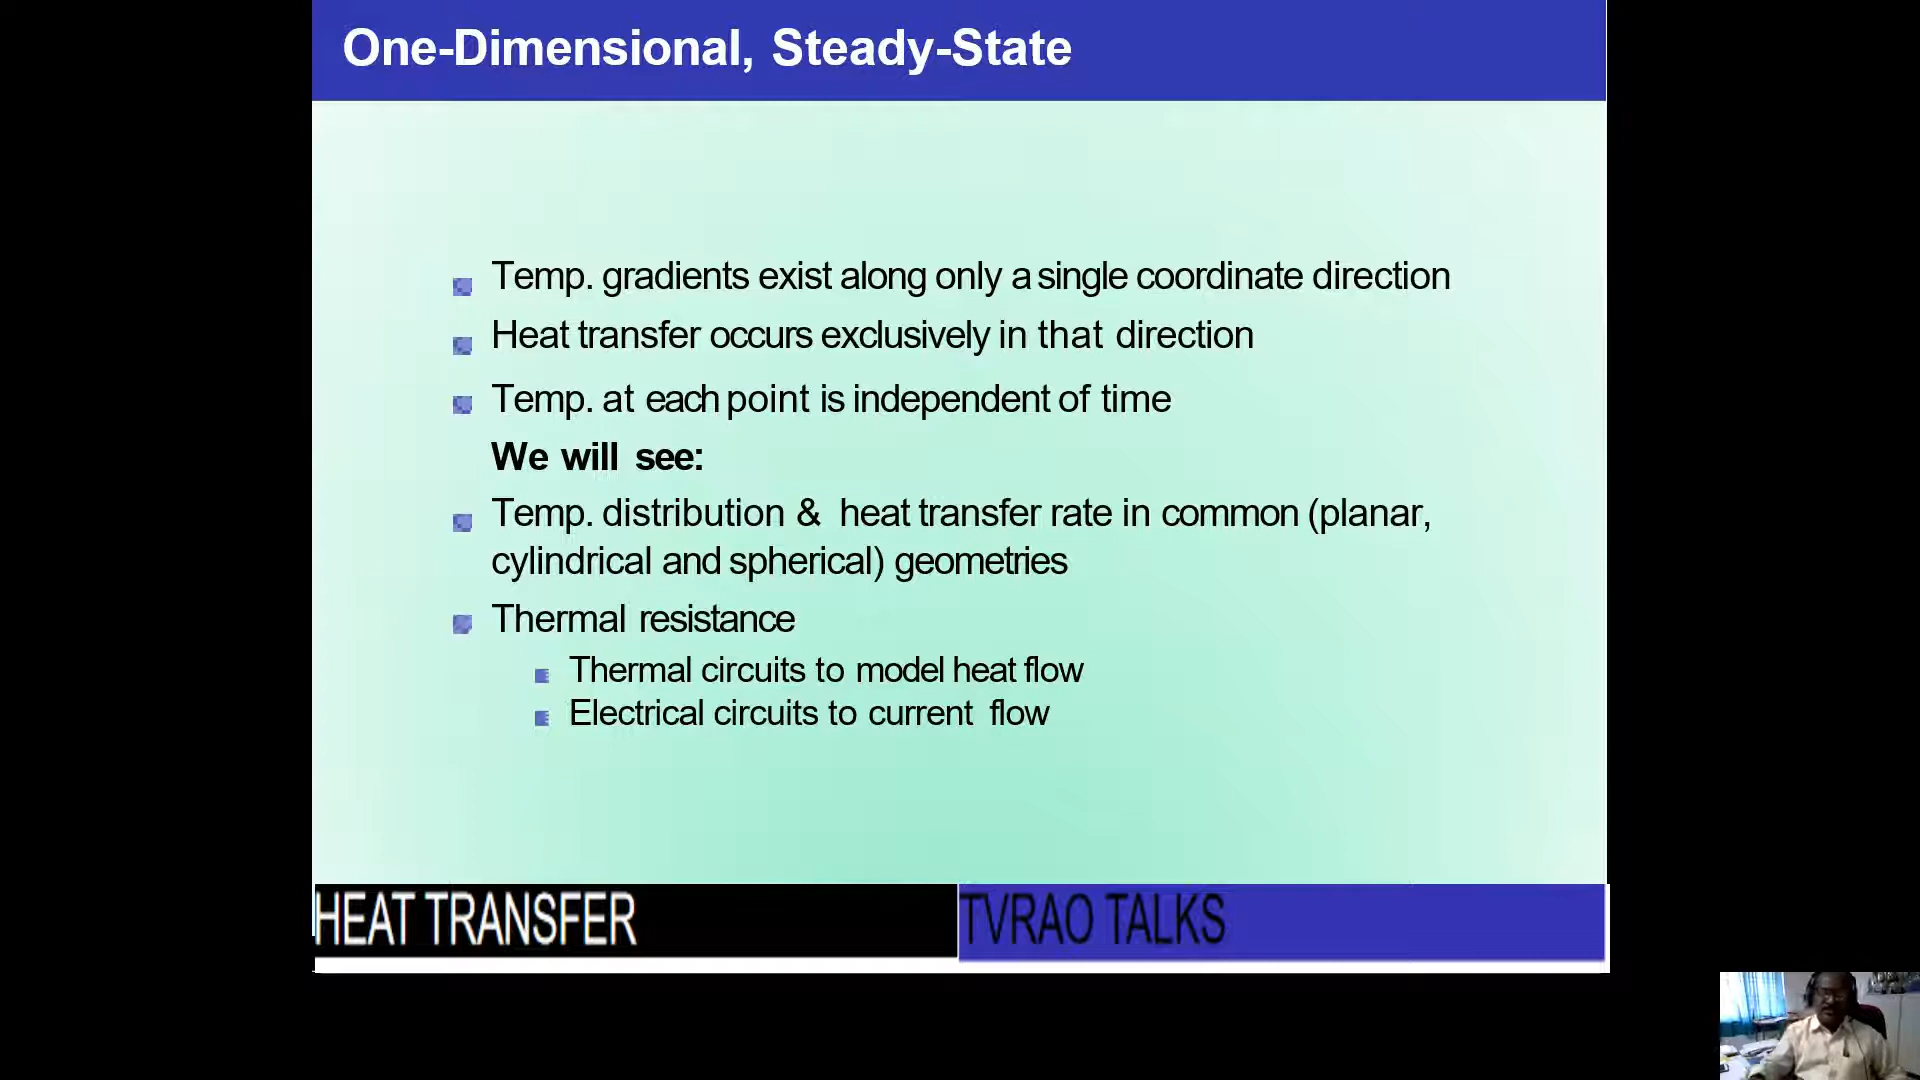 One-Dimensional, Steady-State
Temp. gradients exist along only a single coordinate direction
Heat transfer occurs exclusively in that direction
Temp. at each point is independent of time
We will see:
Temp. distribution & heat transfer rate in common (planar,
cylindrical and spherical) geometries
Thermal resistance
Thermal circuits to model heat flow
Electrical circuits to current flow
HEAT TRANSFER
TVRAO TALKS